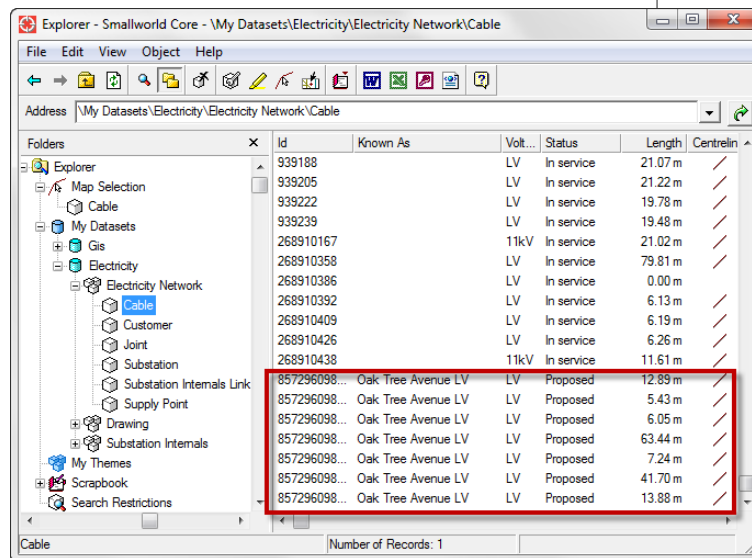 Explorer - Smallworld Core - \My Datasets\Electricity\Electricity Network\Cable
File Edit View Object Help
Address \My Datasets\Electricity\Electricity Network\Cable
Folders
Explorer
Map Selection
Cable
My Datasets
Gis
Electricity
Electricity Network
Cable
Customer
Joint
Substation
Substation Internals Link
Supply Point
Drawing
Substation Internals
My Themes
Scrapbook
Search Restrictions
Id Known As Volt... Status Length Centrelin
939188 LV In service 21.07 m
939205 LV In service 21.22 m
939222 LV In service 19.78 m
939239 LV In service 19.48 m
268910167 11kV In service 21.02 m
268910358 LV In service 79.81 m
268910386 LV In service 0.00 m
268910392 LV In service 6.13 m
268910409 LV In service 6.19 m
268910426 LV In service 6.26 m
268910438 11kV In service 11.61 m
857296098... Oak Tree Avenue LV LV Proposed 12.89 m
857296098... Oak Tree Avenue LV LV Proposed 5.43 m
857296098... Oak Tree Avenue LV LV Proposed 6.05 m
857296098... Oak Tree Avenue LV LV Proposed 63.44 m
857296098... Oak Tree Avenue LV LV Proposed 7.24 m
857296098... Oak Tree Avenue LV LV Proposed 41.70 m
857296098... Oak Tree Avenue LV LV Proposed 13.88 m
Cable Number of Records: 1